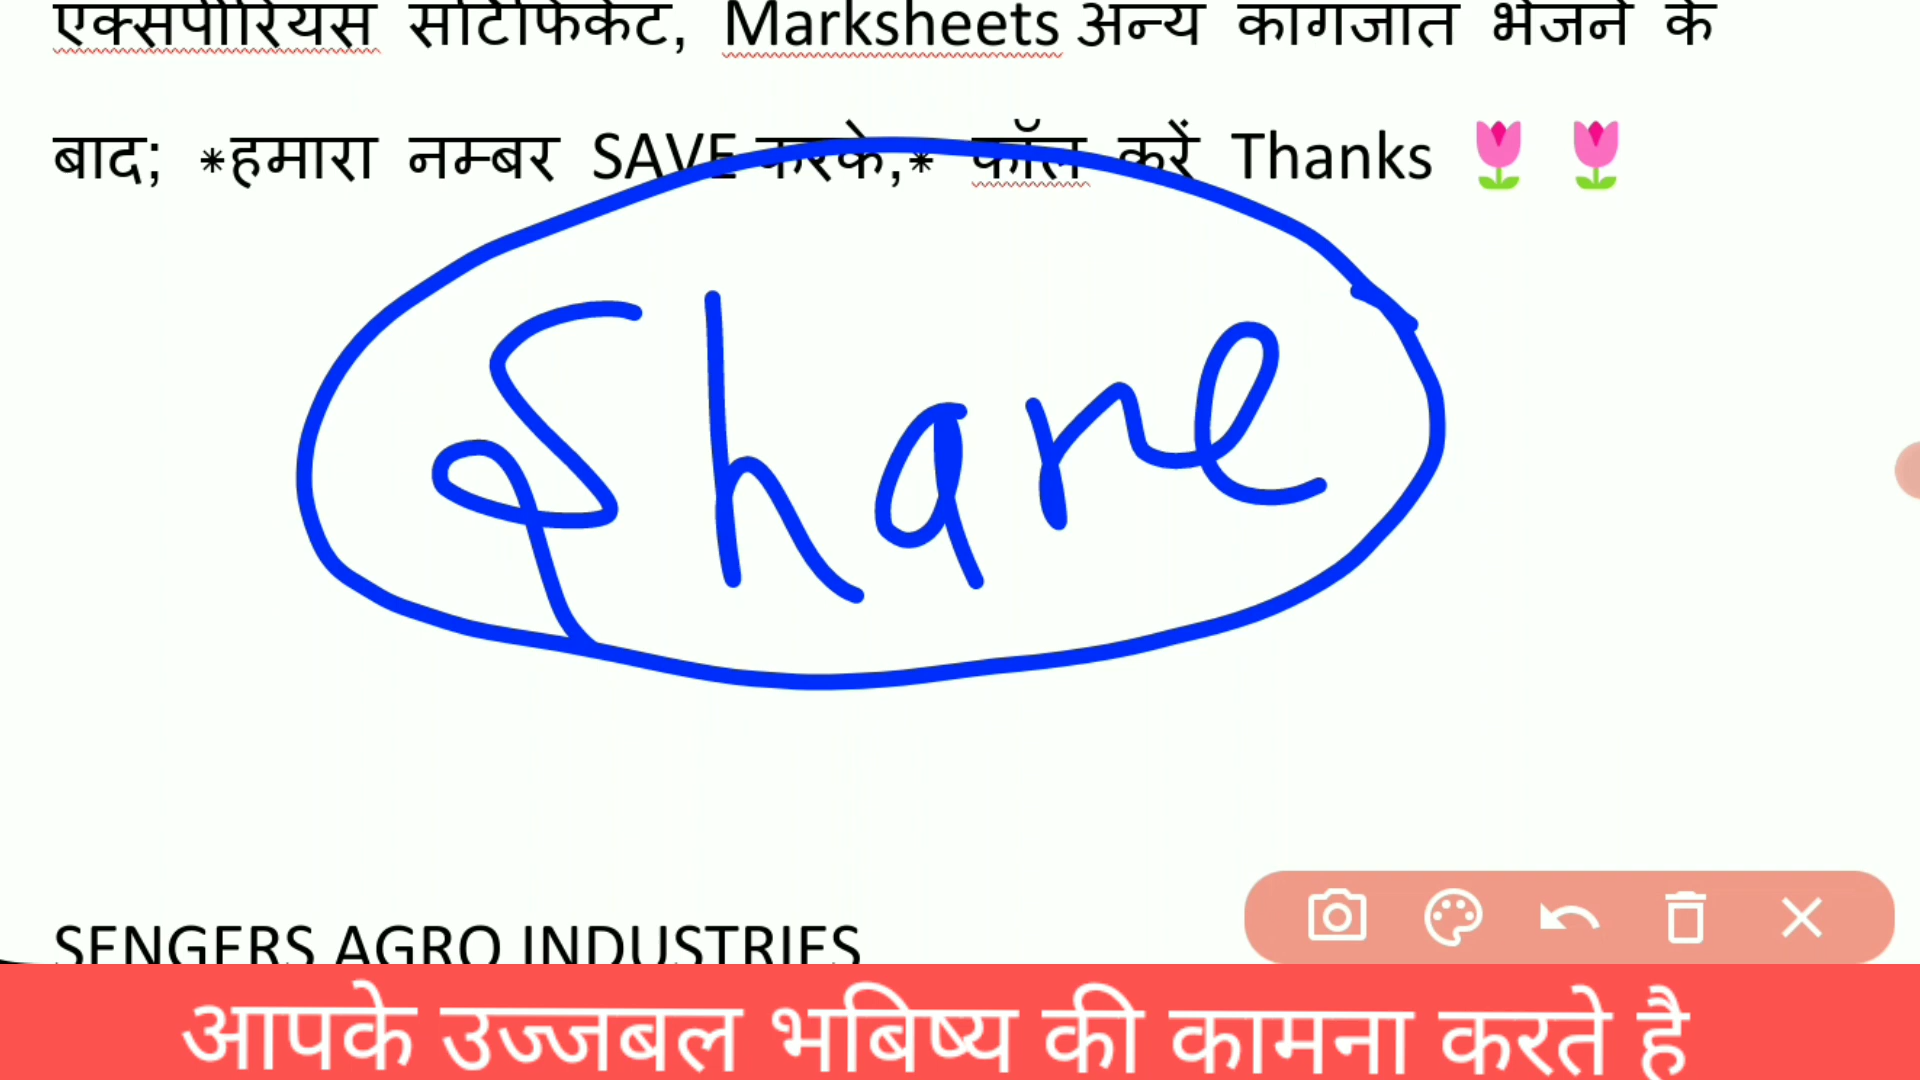 एक्सपीरियंस सर्टिफिकेट, Marksheets अन्य कागजात भेजने के
बाद; *हमारा नम्बर SAVE करके,* कॉल करें Thanks 🌷 🌷
Share
SENGERS AGRO INDUSTRIES
आपके उज्जबल भबिष्य की कामना करते है